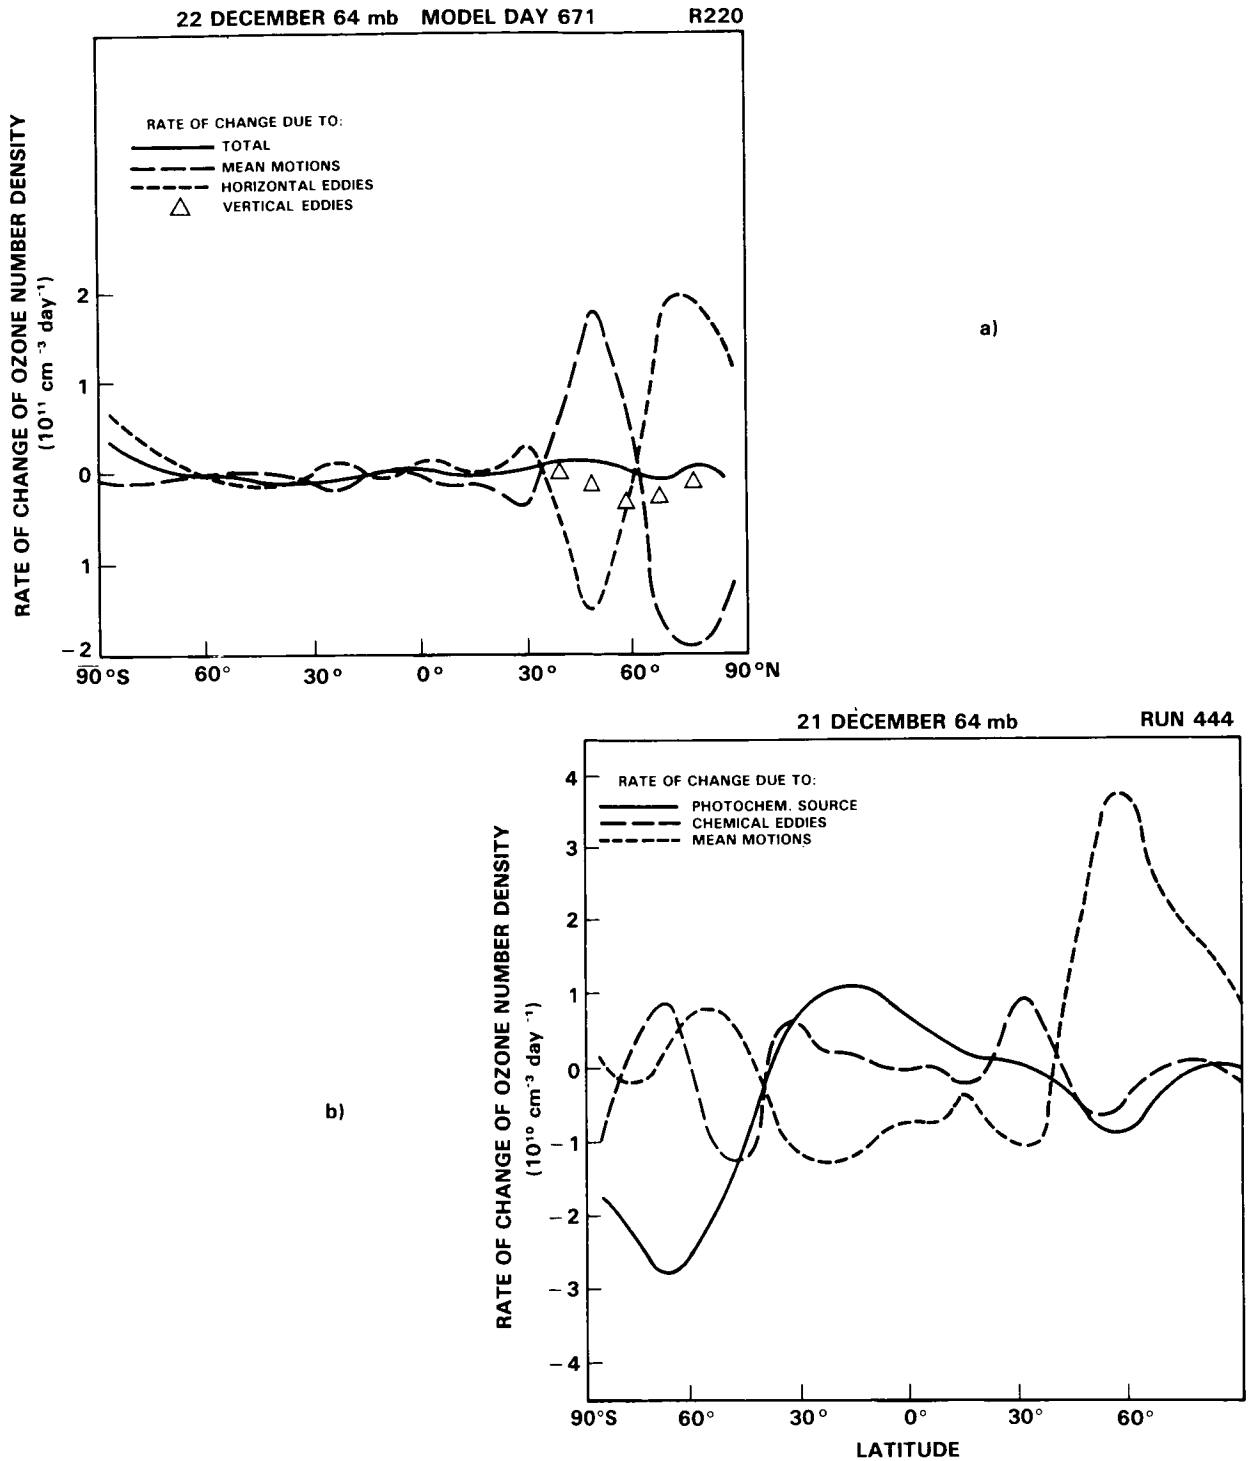 22 DECEMBER 64 mb MODEL DAY 671 R220
RATE OF CHANGE OF OZONE NUMBER DENSITY
(10¹¹ cm⁻³ day⁻¹)
RATE OF CHANGE DUE TO:
TOTAL
MEAN MOTIONS
HORIZONTAL EDDIES
VERTICAL EDDIES
2
1
0
1
−2
90°S 60° 30° 0° 30° 60° 90°N
a)
21 DECEMBER 64 mb RUN 444
RATE OF CHANGE OF OZONE NUMBER DENSITY
(10¹⁰ cm⁻³ day⁻¹)
RATE OF CHANGE DUE TO:
PHOTOCHEM. SOURCE
CHEMICAL EDDIES
MEAN MOTIONS
4
3
2
1
0
−1
−2
−3
−4
90°S 60° 30° 0° 30° 60°
LATITUDE
b)